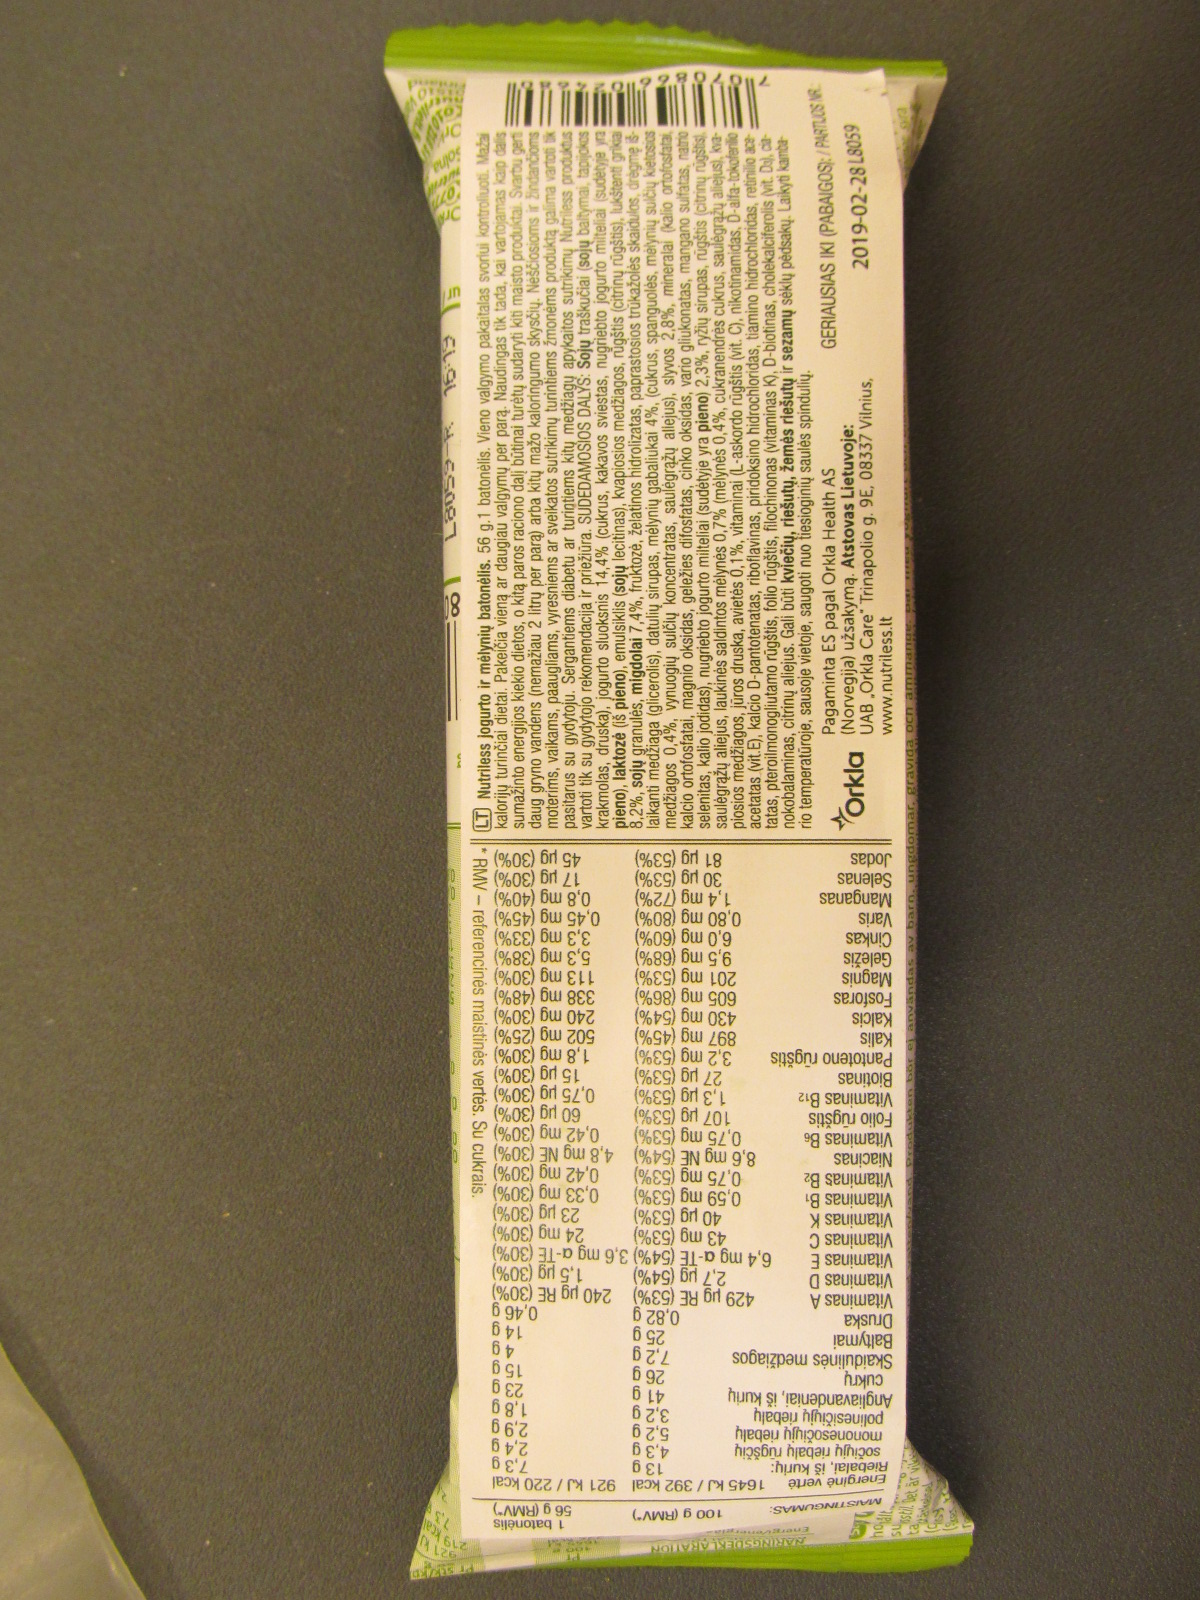 LT Nutriless jogurto ir mėlynių batonėlis. 56 g.1 batonėlis. Vieno valgymo pakaitalas svoriui kontroliuoti. Mažai
kalorijų turinčiai dietai. Pakeičia vieną ar daugiau valgymų per parą. Naudingas tik tada, kai vartojamas kaip dalis
sumažinto energijos kiekio dietos, o kitą paros raciono dalį būtinai turėtų sudaryti kiti maisto produktai. Svarbu gerti
daug gryno vandens (nemažiau 2 litrų per parą) arba kitų mažo kaloringumo skysčių. Nėščiosioms ir žindančioms
moterims, vaikams, paaugliams, vyresniems ar sveikatos sutrikimų turintiems žmonėms produktą galima vartoti tik
pasitarus su gydytoju. Sergantiems diabetu ar turintiems kitų medžiagų apykaitos sutrikimų Nutriless produktus
vartoti tik su gydytojo rekomendacija ir priežiūra. SUDEDAMOSIOS DALYS: Sojų traškučiai (sojų baltymai, tapijokos
krakmolas, druska), jogurto sluoksnis 14,4% (cukrus, kakavos sviestas, nugriebto jogurto milteliai (sudėtyje yra
pieno), laktozė (iš pieno), emulsiklis (sojų lecitinas), kvapiosios medžiagos, rūgštis (citrinų rūgštis), lukštenti grikiai
8,2%, sojų granulės, migdolai 7,4%, fruktozė, želatinos hidrolizatas, paprastosios trūkažolės skaidulos, drėgmę iš-
laikanti medžiaga (glicerolis), datulių sirupas, mėlynių gabaliukai 4%, (cukrus, spanguolės, mėlynių sulčių kietosios
medžiagos 0,4%, vynuogių sulčių koncentratas, saulėgrąžų aliejus), slyvos 2,8%, mineralai (kalio ortofosfatai,
kalcio ortofosfatai, magnio oksidas, geležies difosfatas, cinko oksidas, vario gliukonatas, mangano sulfatas, natrio
selenitas, kalio jodidas), nugriebto jogurto milteliai (sudėtyje yra pieno) 2,3%, ryžių sirupas, rūgštis (citrinų rūgštis),
saulėgrąžų aliejus, laukinės saldintos mėlynės 0,7% (mėlynės 0,4%, cukranendrės cukrus, saulėgrąžų aliejus), kva-
piosios medžiagos, jūros druska, avietės 0,1%, vitaminai (L-askordo rūgštis (vit. C), nikotinamidas, D-alfa-tokoferilio
acetatas (vit.E), kalcio D-pantotenatas, riboflavinas, piridoksino hidrochloridas, tiamino hidrochloridas, retinilio ace-
tatas, pteroilmonogliutamo rūgštis, folio rūgštis, filochinonas (vitaminas K), D-biotinas, cholekalciferolis (vit. D₃), cia-
nokobalaminas, citrinų aliejus. Gali būti kviečių, riešutų, žemės riešutų ir sezamų sėklų pėdsakų. Laikyti kamba-
rio temperatūroje, sausoje vietoje, saugoti nuo tiesioginių saulės spindulių.
Orkla
Pagaminta ES pagal Orkla Health AS
(Norvegija) užsakymą. Atstovas Lietuvoje:
UAB „Orkla Care“ Trinapolio g. 9E, 08337 Vilnius,
www.nutriless.lt
GERIAUSIAS IKI (PABAIGOS): / PARTIJOS NR.:
2019-02-28 L8059
7 070866 024680
MAISTINGUMAS: 100 g (RMV*) 1 batonėlis 56 g (RMV*)
Energinė vertė 1645 kJ / 392 kcal 921 kJ / 220 kcal
Riebalai, iš kurių: 13 g 7,3 g
sočiųjų riebalų rūgščių 4,3 g 2,4 g
mononesočiųjų riebalų 5,2 g 2,9 g
polinesičiųjų riebalų 3,2 g 1,8 g
Angliavandeniai, iš kurių 41 g 23 g
cukrų 26 g 15 g
Skaidulinės medžiagos 7,2 g 4 g
Baltymai 25 g 14 g
Druska 0,82 g 0,46 g
Vitaminas A 429 µg RE (53%) 240 µg RE (30%)
Vitaminas D 2,7 µg (54%) 1,5 µg (30%)
Vitaminas E 6,4 mg α-TE (54%) 3,6 mg α-TE (30%)
Vitaminas C 43 mg (53%) 24 mg (30%)
Vitaminas K 40 µg (53%) 23 µg (30%)
Vitaminas B₁ 0,59 mg (53%) 0,33 mg (30%)
Vitaminas B₂ 0,75 mg (53%) 0,42 mg (30%)
Niacinas 8,6 mg NE (54%) 4,8 mg NE (30%)
Vitaminas B₆ 0,75 mg (53%) 0,42 mg (30%)
Folio rūgštis 107 µg (53%) 60 µg (30%)
Vitaminas B₁₂ 1,3 µg (53%) 0,75 µg (30%)
Biotinas 27 µg (53%) 15 µg (30%)
Pantoteno rūgštis 3,2 mg (53%) 1,8 mg (30%)
Kalis 897 mg (45%) 502 mg (25%)
Kalcis 430 mg (54%) 240 mg (30%)
Fosforas 605 mg (86%) 338 mg (48%)
Magnis 201 mg (53%) 113 mg (30%)
Geležis 9,5 mg (68%) 5,3 mg (38%)
Cinkas 6,0 mg (60%) 3,3 mg (33%)
Varis 0,80 mg (80%) 0,45 mg (45%)
Manganas 1,4 mg (72%) 0,8 mg (40%)
Selenas 30 µg (53%) 17 µg (30%)
Jodas 81 µg (53%) 45 µg (30%)
* RMV – referencinės maistinės vertės. Su cukrais.
NÄRINGSDEKLARATION